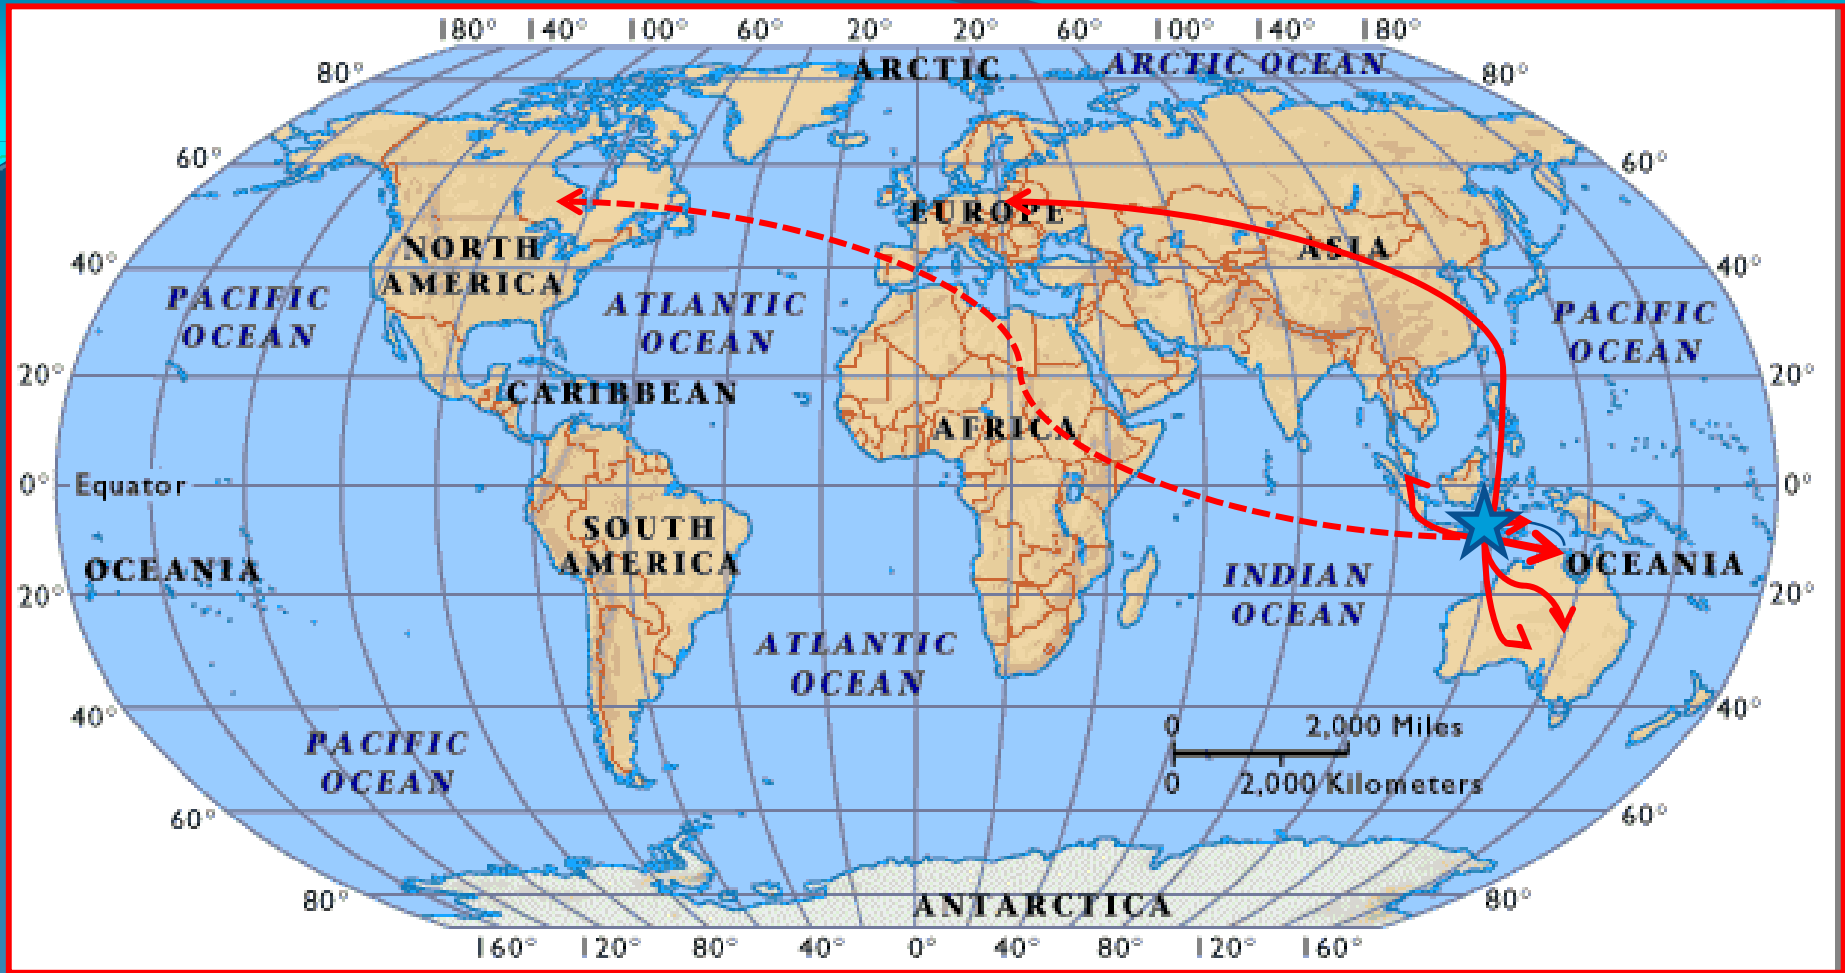 180° 140° 100° 60° 20° 20° 60° 100° 140° 180°
ARCTIC
ARCTIC OCEAN
80°
80°
60°
60°
EUROPE
NORTH
AMERICA
ASIA
40°
40°
PACIFIC
OCEAN
ATLANTIC
OCEAN
PACIFIC
OCEAN
20°
20°
CARIBBEAN
AFRICA
0°
Equator
0°
SOUTH
AMERICA
OCEANIA
OCEANIA
INDIAN
OCEAN
20°
20°
ATLANTIC
OCEAN
40°
40°
0 2,000 Miles
0 2,000 Kilometers
PACIFIC
OCEAN
60°
60°
80°
80°
ANTARCTICA
160° 120° 80° 40° 0° 40° 80° 120° 160°